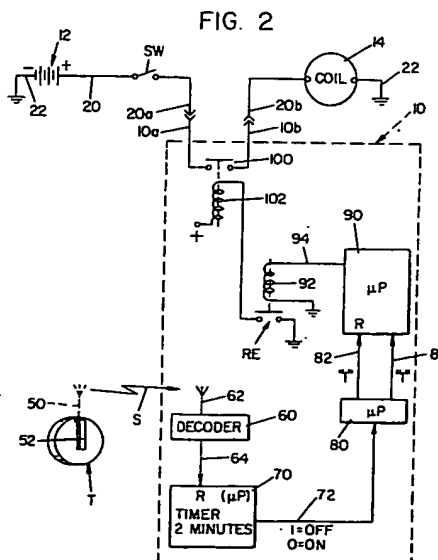 FIG. 2
12
14
SW
COIL
22
20
22
20a
20b
10a
10b
10
100
102
90
94
92
μP
R
RE
82
8
"1"
"1"
50
62
S
μP
80
52
DECODER
60
64
T
70
R (μP)
TIMER
2 MINUTES
72
1=OFF
0=ON